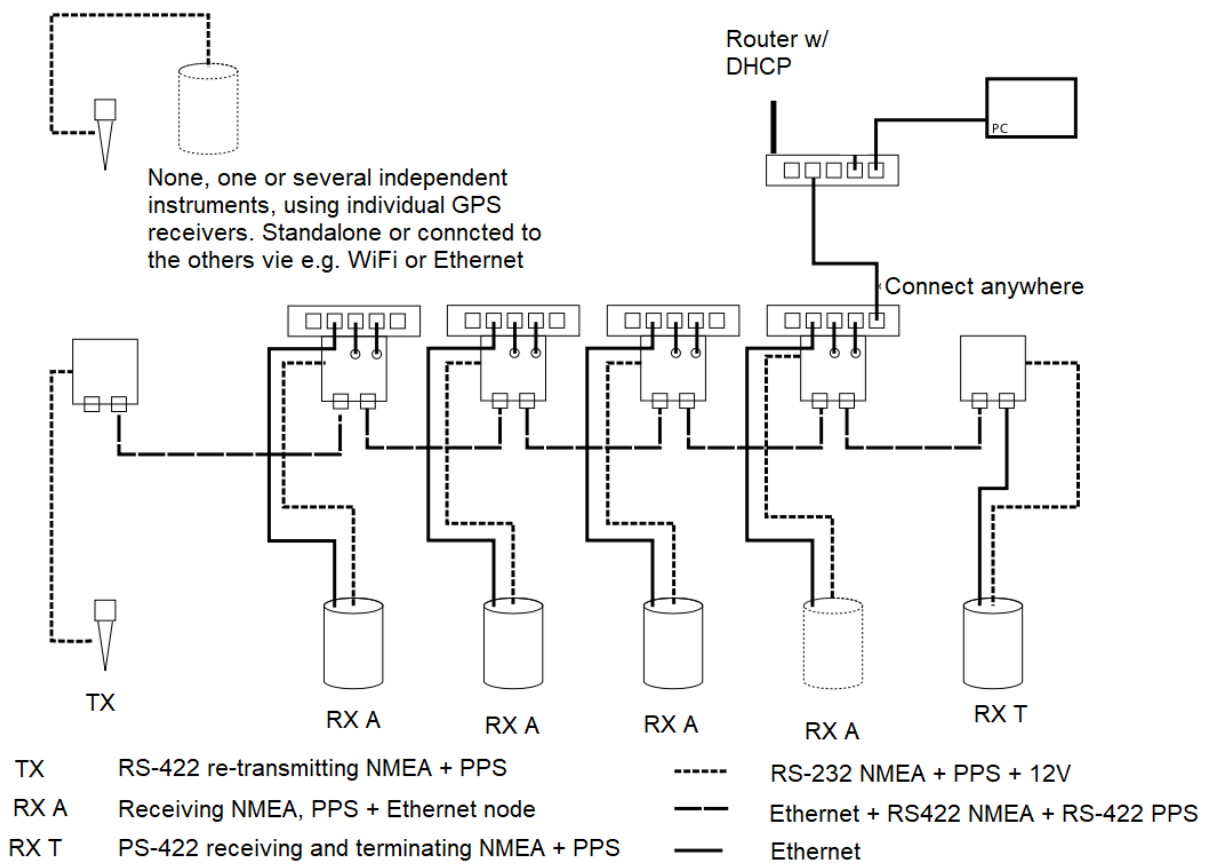 Router w/
DHCP
PC
None, one or several independent
instruments, using individual GPS
receivers. Standalone or conncted to
the others vie e.g. WiFi or Ethernet
Connect anywhere
TX
RX A
RX A
RX A
RX A
RX T
TX RS-422 re-transmitting NMEA + PPS
RX A Receiving NMEA, PPS + Ethernet node
RX T PS-422 receiving and terminating NMEA + PPS
RS-232 NMEA + PPS + 12V
Ethernet + RS422 NMEA + RS-422 PPS
Ethernet